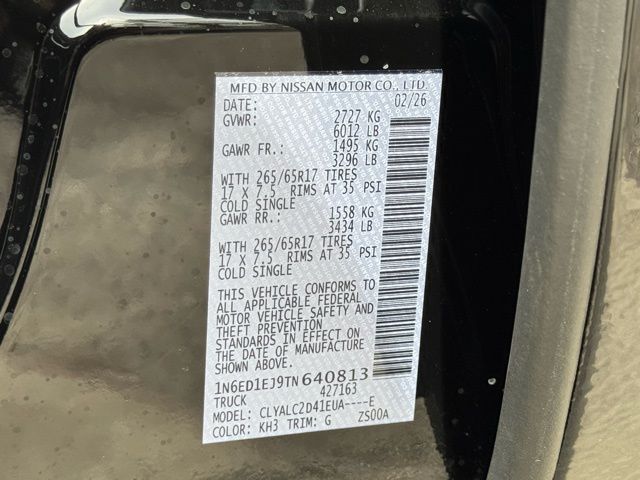 MFD BY NISSAN MOTOR CO., LTD
DATE: 02/26
GVWR: 2727 KG
6012 LB
GAWR FR.: 1495 KG
3296 LB
WITH 265/65R17 TIRES
17 X 7.5 RIMS AT 35 PSI
COLD SINGLE
GAWR RR.: 1558 KG
3434 LB
WITH 265/65R17 TIRES
17 X 7.5 RIMS AT 35 PSI
COLD SINGLE
THIS VEHICLE CONFORMS TO
ALL APPLICABLE FEDERAL
MOTOR VEHICLE SAFETY AND
THEFT PREVENTION
STANDARDS IN EFFECT ON
THE DATE OF MANUFACTURE
SHOWN ABOVE.
1N6ED1EJ9TN640813
TRUCK 427163
MODEL: CLYALC2D41EUA----E
COLOR: KH3 TRIM: G ZS00A